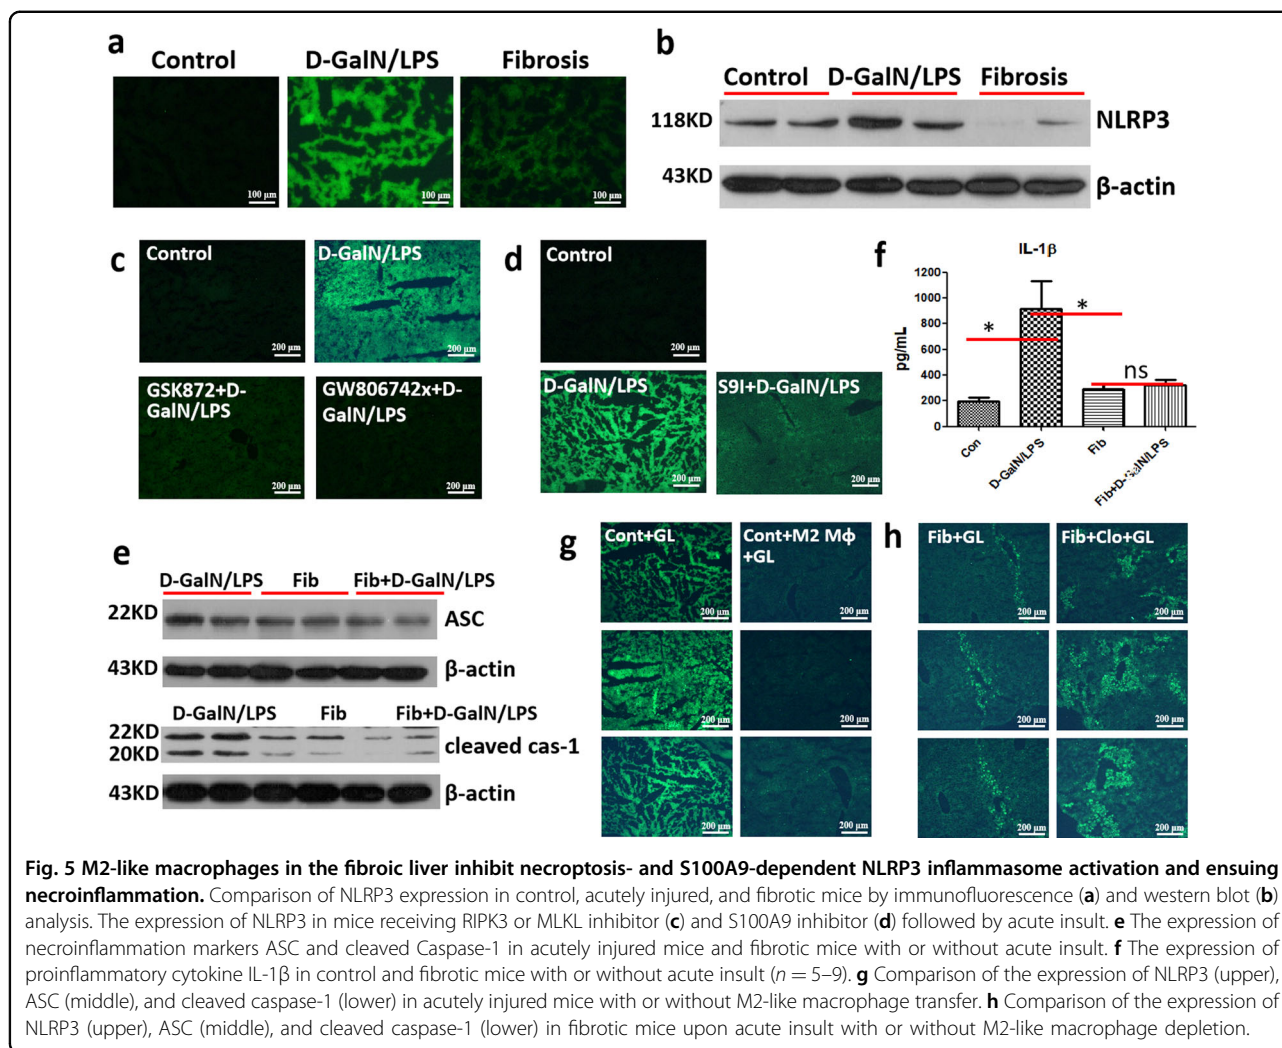 a
Control
D-GalN/LPS
Fibrosis
100 μm
100 μm
100 μm
b
Control
D-GalN/LPS
Fibrosis
118KD
NLRP3
43KD
β-actin
c
Control
D-GalN/LPS
200 μm
200 μm
GSK872+D-
GalN/LPS
GW806742x+D-
GalN/LPS
200 μm
200 μm
d
Control
200 μm
D-GalN/LPS
S9I+D-GalN/LPS
200 μm
200 μm
f
IL-1β
pg/mL
1200
1000
800
600
400
200
0
*
*
ns
Con
D-GalN/LPS
Fib
Fib+D-GalN/LPS
e
D-GalN/LPS
Fib
Fib+D-GalN/LPS
22KD
ASC
43KD
β-actin
D-GalN/LPS
Fib
Fib+D-GalN/LPS
22KD
20KD
cleaved cas-1
43KD
β-actin
g
Cont+GL
Cont+M2 Mϕ
+GL
200 μm
200 μm
200 μm
200 μm
200 μm
200 μm
h
Fib+GL
Fib+Clo+GL
200 μm
200 μm
200 μm
200 μm
200 μm
200 μm
Fig. 5 M2-like macrophages in the fibroic liver inhibit necroptosis- and S100A9-dependent NLRP3 inflammasome activation and ensuing
necroinflammation. Comparison of NLRP3 expression in control, acutely injured, and fibrotic mice by immunofluorescence (a) and western blot (b)
analysis. The expression of NLRP3 in mice receiving RIPK3 or MLKL inhibitor (c) and S100A9 inhibitor (d) followed by acute insult. e The expression of
necroinflammation markers ASC and cleaved Caspase-1 in acutely injured mice and fibrotic mice with or without acute insult. f The expression of
proinflammatory cytokine IL-1β in control and fibrotic mice with or without acute insult (n = 5–9). g Comparison of the expression of NLRP3 (upper),
ASC (middle), and cleaved caspase-1 (lower) in acutely injured mice with or without M2-like macrophage transfer. h Comparison of the expression of
NLRP3 (upper), ASC (middle), and cleaved caspase-1 (lower) in fibrotic mice upon acute insult with or without M2-like macrophage depletion.